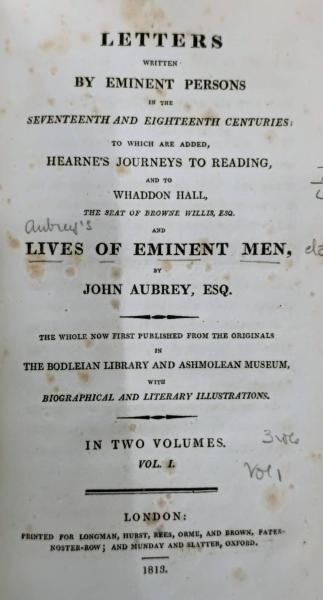 LETTERS
WRITTEN
BY EMINENT PERSONS
IN THE
SEVENTEENTH AND EIGHTEENTH CENTURIES:
TO WHICH ARE ADDED,
HEARNE'S JOURNEYS TO READING,
AND TO
WHADDON HALL,
THE SEAT OF BROWNE WILLIS, ESQ.
AND
Aubrey's
LIVES OF EMINENT MEN,
BY
JOHN AUBREY, ESQ.
THE WHOLE NOW FIRST PUBLISHED FROM THE ORIGINALS
IN
THE BODLEIAN LIBRARY AND ASHMOLEAN MUSEUM,
WITH
BIOGRAPHICAL AND LITERARY ILLUSTRATIONS.
IN TWO VOLUMES.
VOL. I.
LONDON:
PRINTED FOR LONGMAN, HURST, REES, ORME, AND BROWN, PATER-
NOSTER-ROW; AND MUNDAY AND SLATTER, OXFORD.
1813.